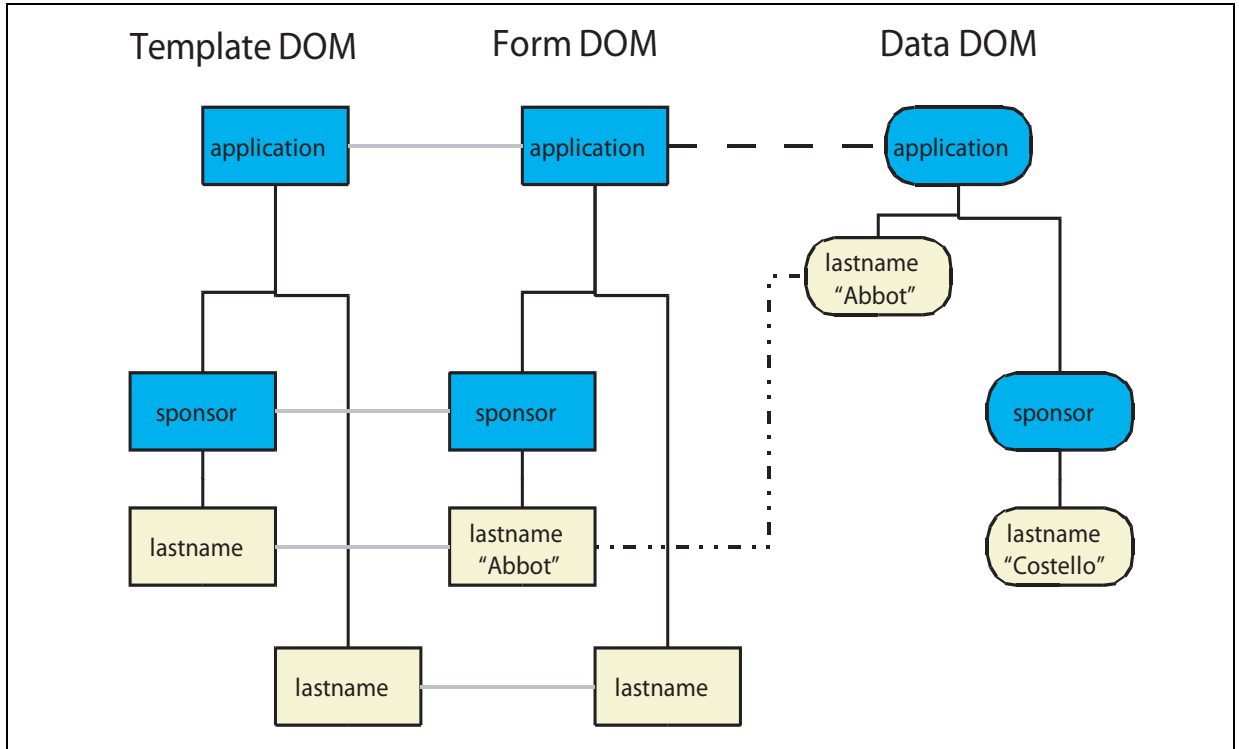 Template DOM
Form DOM
Data DOM
application
application
application
lastname
“Abbot”
sponsor
sponsor
sponsor
lastname
lastname
“Abbot”
lastname
“Costello”
lastname
lastname